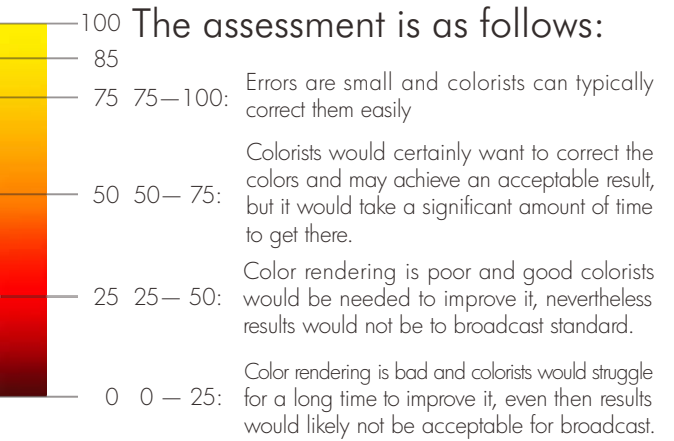 100 The assessment is as follows:
85
75 75—100: Errors are small and colorists can typically
correct them easily
Colorists would certainly want to correct the
colors and may achieve an acceptable result,
50 50— 75: but it would take a significant amount of time
to get there.
Color rendering is poor and good colorists
25 25— 50: would be needed to improve it, nevertheless
results would not be to broadcast standard.
Color rendering is bad and colorists would struggle
0 0 — 25: for a long time to improve it, even then results
would likely not be acceptable for broadcast.